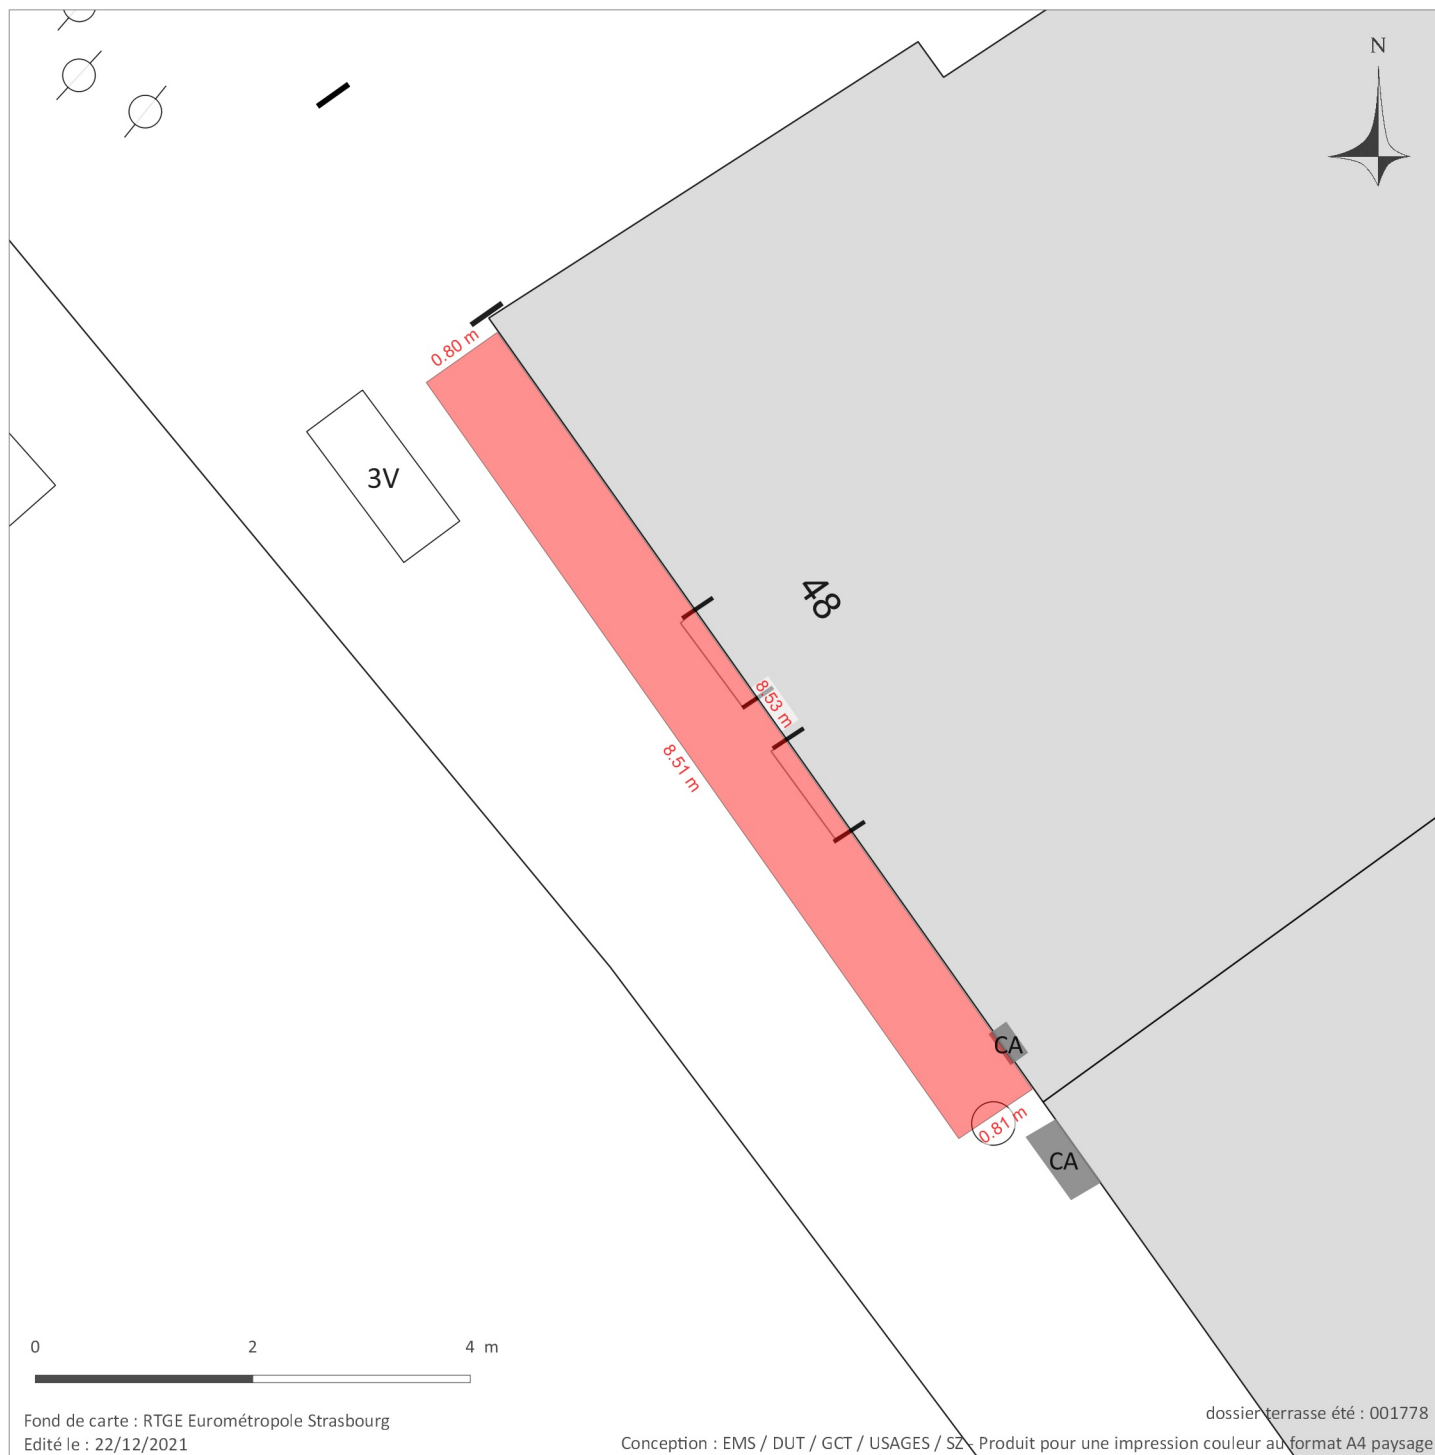 N
0.80 m
3V
48
8.53 m
8.51 m
CA
0.81 m
CA
0 2 4 m
Fond de carte : RTGE Eurométropole Strasbourg
Edité le : 22/12/2021
dossier terrasse été : 001778
Conception : EMS / DUT / GCT / USAGES / SZ - Produit pour une impression couleur au format A4 paysage